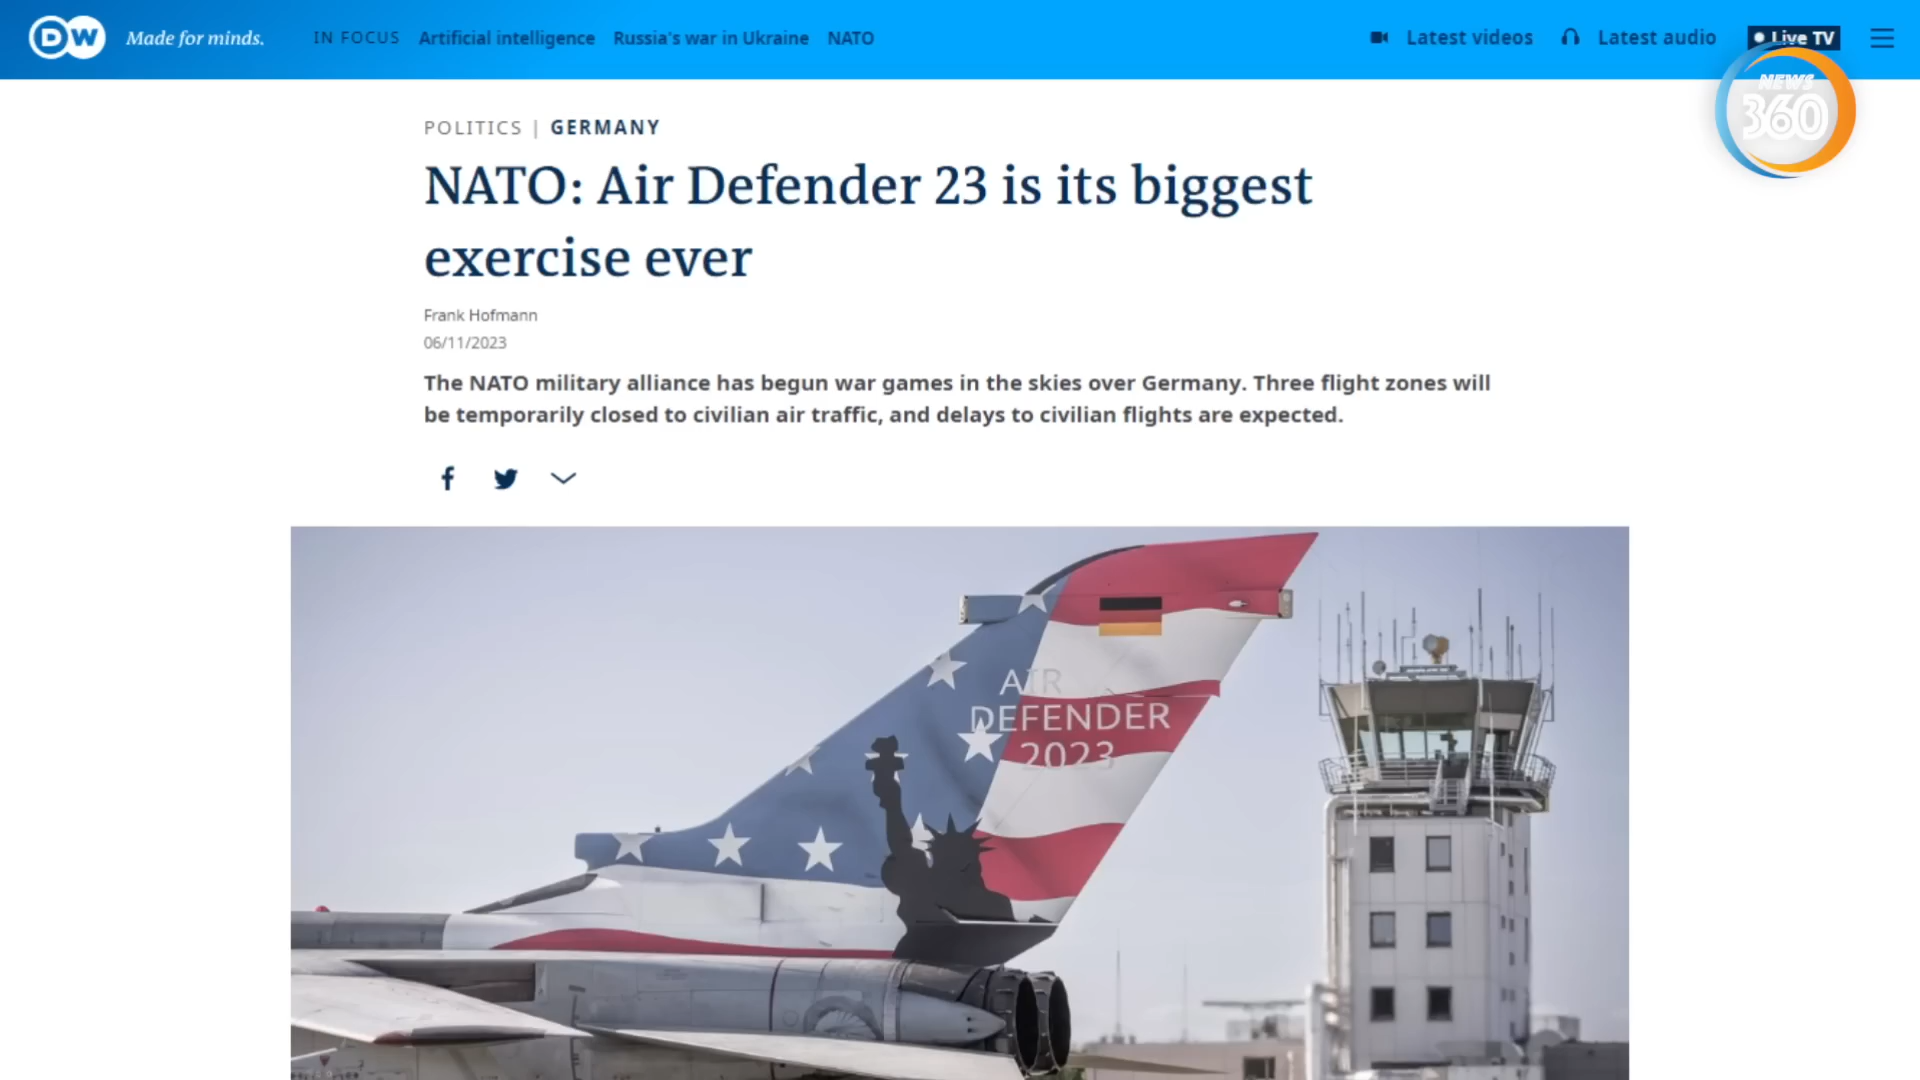 DW Made for minds. IN FOCUS Artificial intelligence Russia's war in Ukraine NATO Latest videos Latest audio Live TV
NEWS
360
POLITICS | GERMANY
NATO: Air Defender 23 is its biggest
exercise ever
Frank Hofmann
06/11/2023
The NATO military alliance has begun war games in the skies over Germany. Three flight zones will
be temporarily closed to civilian air traffic, and delays to civilian flights are expected.
AIR
DEFENDER
2023